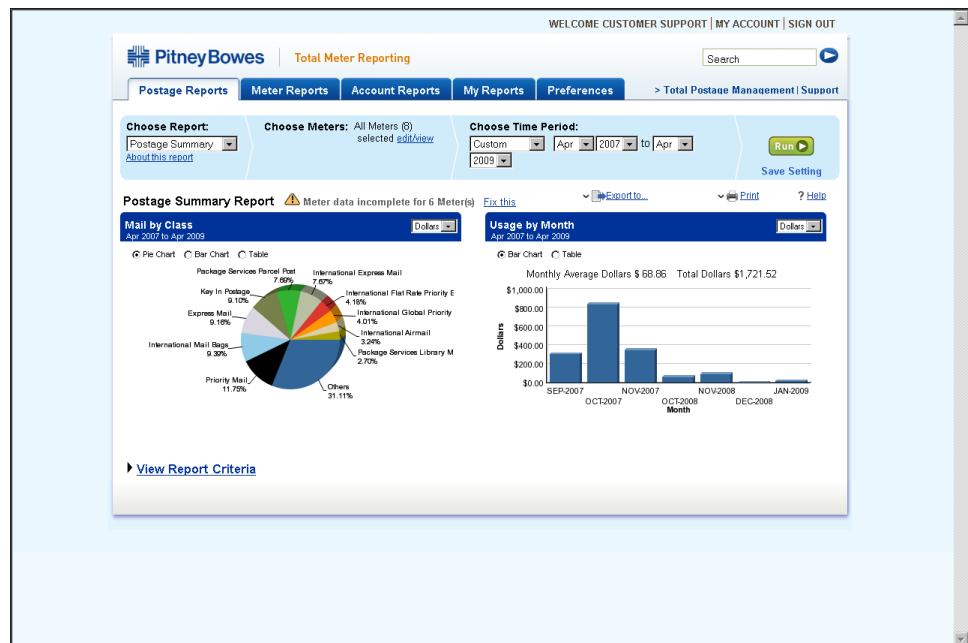 WELCOME CUSTOMER SUPPORT | MY ACCOUNT | SIGN OUT
PitneyBowes | Total Meter Reporting
Search
Postage Reports Meter Reports Account Reports My Reports Preferences > Total Postage Management | Support
Choose Report: Choose Meters: All Meters (8) Choose Time Period:
Postage Summary selected edit/view Custom Apr 2007 to Apr
About this report 2009
Run
Save Setting
Postage Summary Report Meter data incomplete for 6 Meter(s) Fix this Export to... Print ? Help
Mail by Class Dollars
Apr 2007 to Apr 2009
Pie Chart Bar Chart Table
Package Services Parcel Post
7.69%
International Express Mail
7.67%
Key In Postage
9.10%
International Flat Rate Priority E
4.18%
Express Mail
9.16%
International Global Priority
4.01%
International Mail Bags
9.39%
International Airmail
3.24%
Package Services Library M
2.70%
Priority Mail
11.75%
Others
31.11%
Usage by Month Dollars
Apr 2007 to Apr 2009
Bar Chart Table
Monthly Average Dollars $ 68.86 Total Dollars $1,721.52
$1,000.00
$800.00
$600.00
$400.00
$200.00
$0.00
Dollars
SEP-2007 NOV-2007 NOV-2008 JAN-2009
OCT-2007 OCT-2008 DEC-2008
Month
View Report Criteria